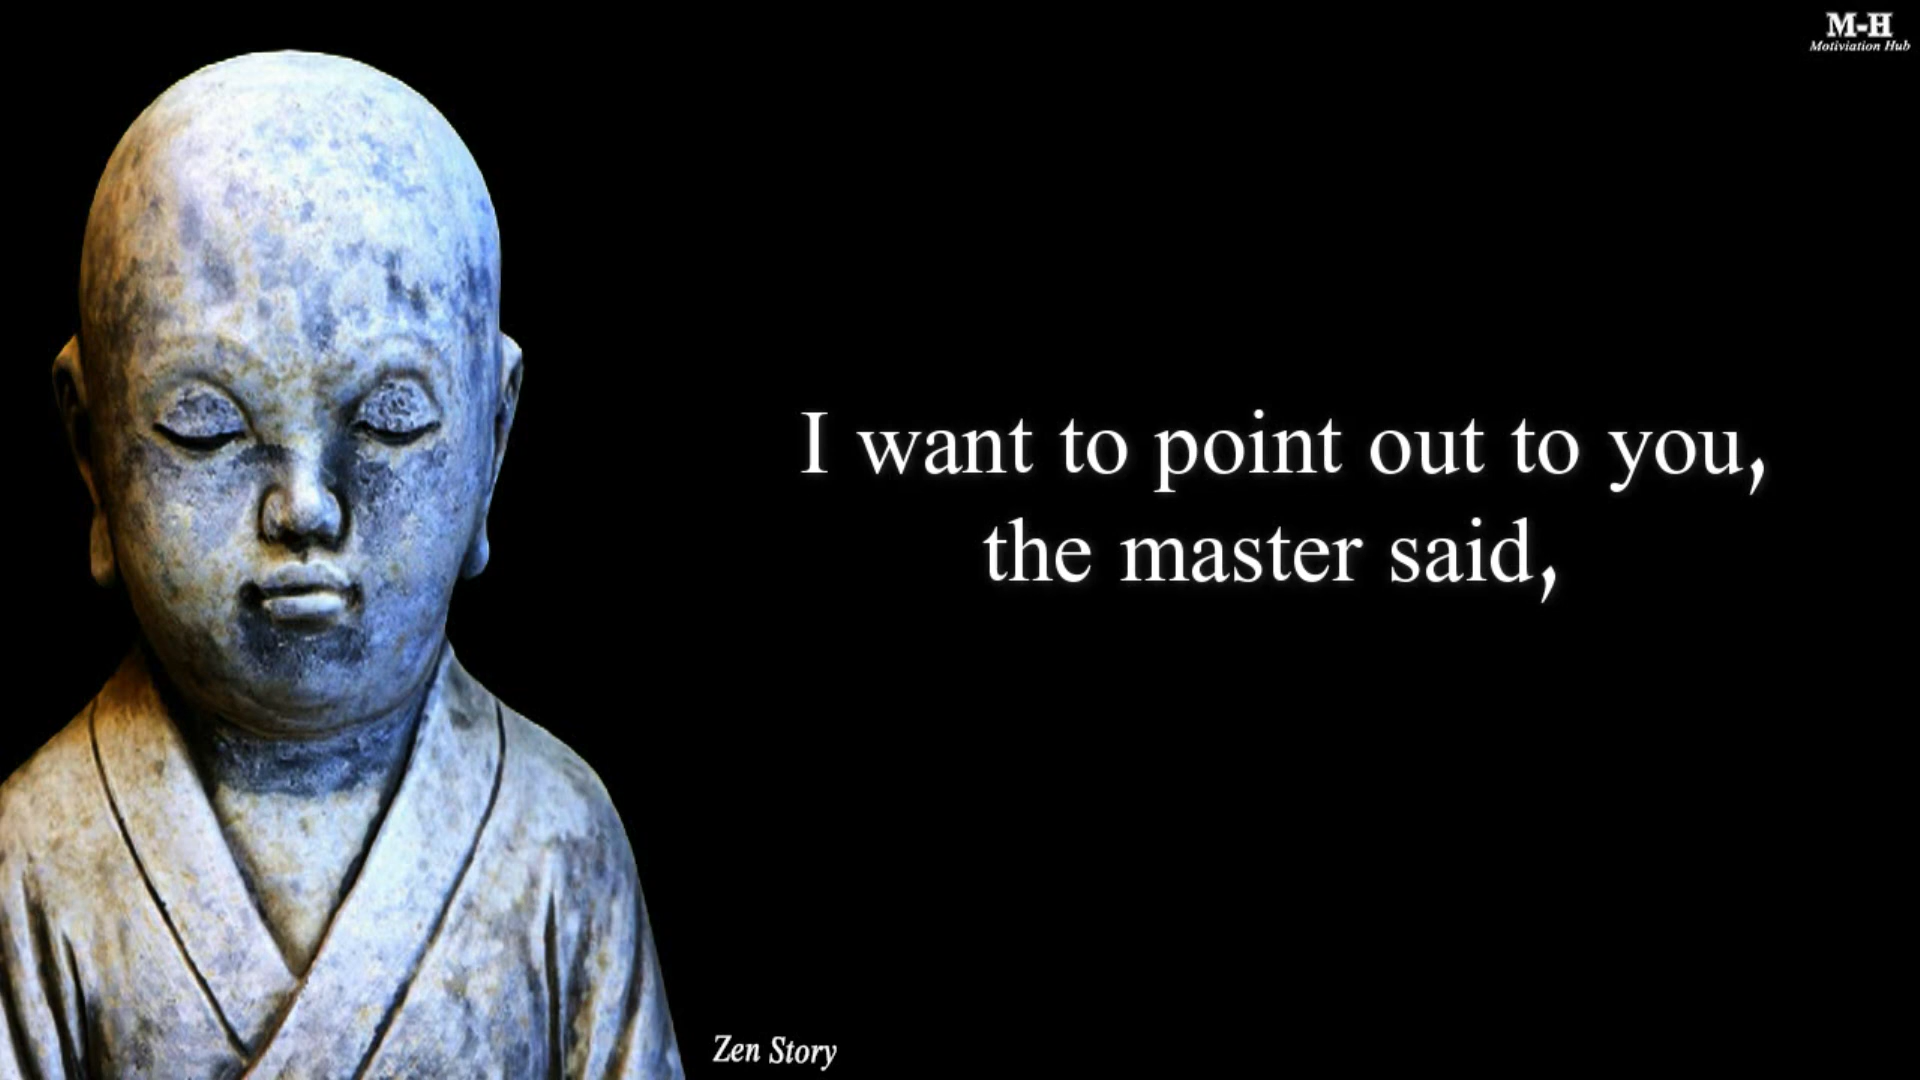 M-H
Motiviation Hub
I want to point out to you,
the master said,
Zen Story